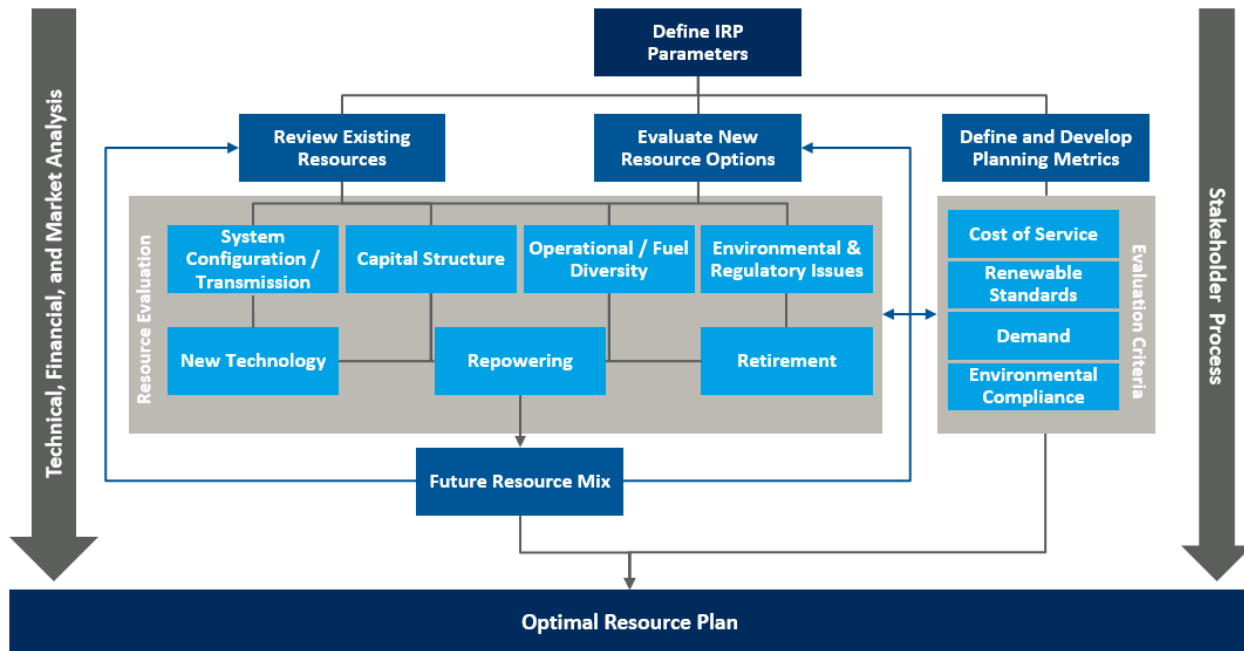 Define IRP
Parameters
Technical, Financial, and Market Analysis
Stakeholder Process
Review Existing
Resources
Evaluate New
Resource Options
Define and Develop
Planning Metrics
Resource Evaluation
System
Configuration /
Transmission
Capital Structure
Operational / Fuel
Diversity
Environmental &
Regulatory Issues
New Technology
Repowering
Retirement
Cost of Service
Renewable
Standards
Demand
Environmental
Compliance
Evaluation Criteria
Future Resource Mix
Optimal Resource Plan